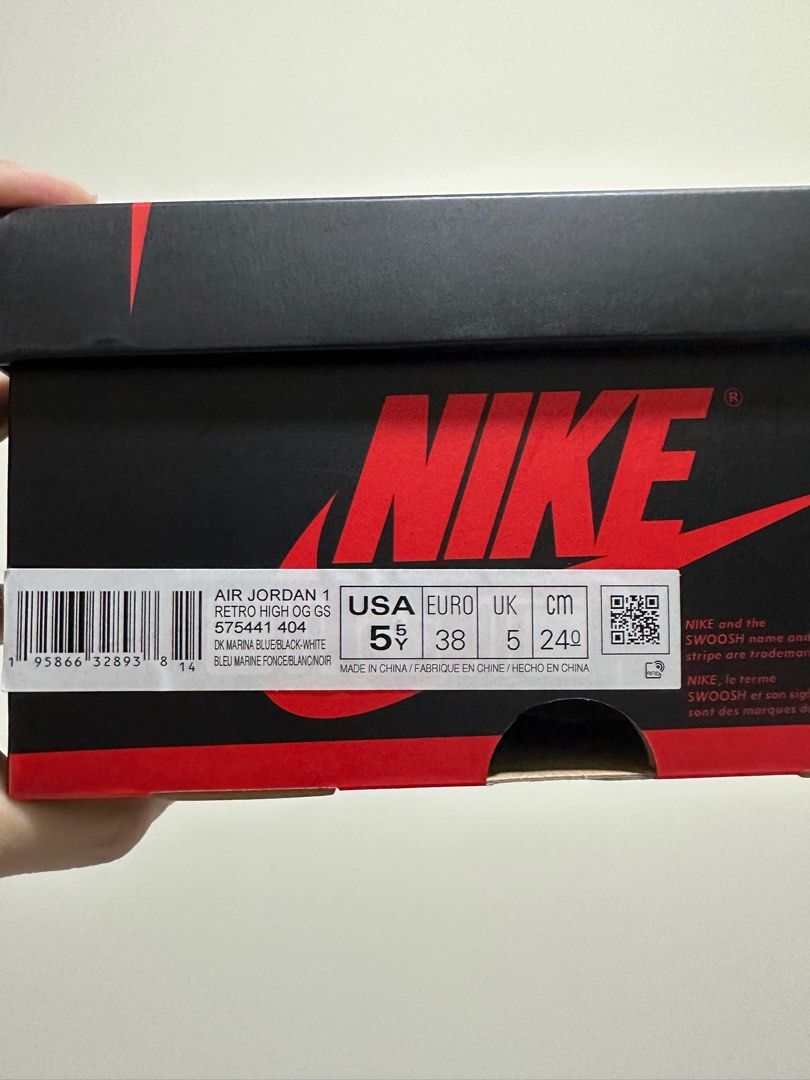 NIKE®
AIR JORDAN 1
RETRO HIGH OG GS
575441 404
DK MARINA BLUE/BLACK-WHITE
BLEU MARINE FONCE/BLANC/NOIR
1 95866 32893 8 14
USA
5 5 Y
EURO
38
UK
5
cm
24 0
MADE IN CHINA / FABRIQUE EN CHINE / HECHO EN CHINA
RFID
NIKE and the
SWOOSH name and
stripe are
NIKE, le terme
SWOOSH et son
sont des marques